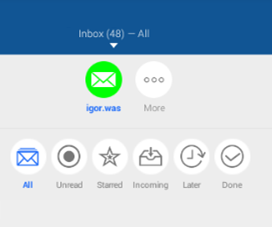 Inbox (48) — All
igor.was More
All Unread Starred Incoming Later Done